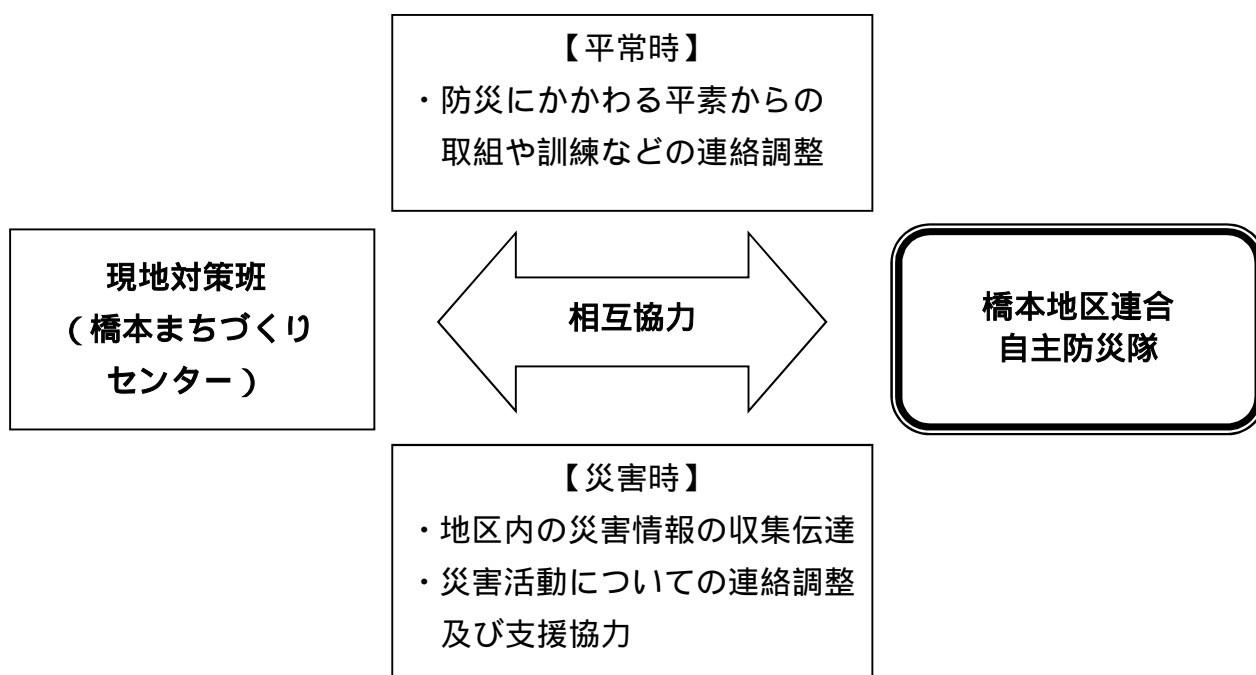 【平常時】
・防災にかかわる平素からの
取組や訓練などの連絡調整
現地対策班
（橋本まちづくり
センター）
相互協力
橋本地区連合
自主防災隊
【災害時】
・地区内の災害情報の収集伝達
・災害活動についての連絡調整
及び支援協力